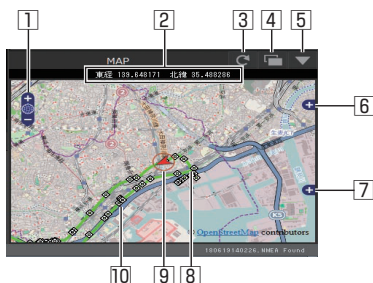 1 2 3 4 5
MAP
東経 139.648171 北緯 35.488286
6
7
© OpenStreetMap contributors
100619140226.NMEA Found
10 9 8